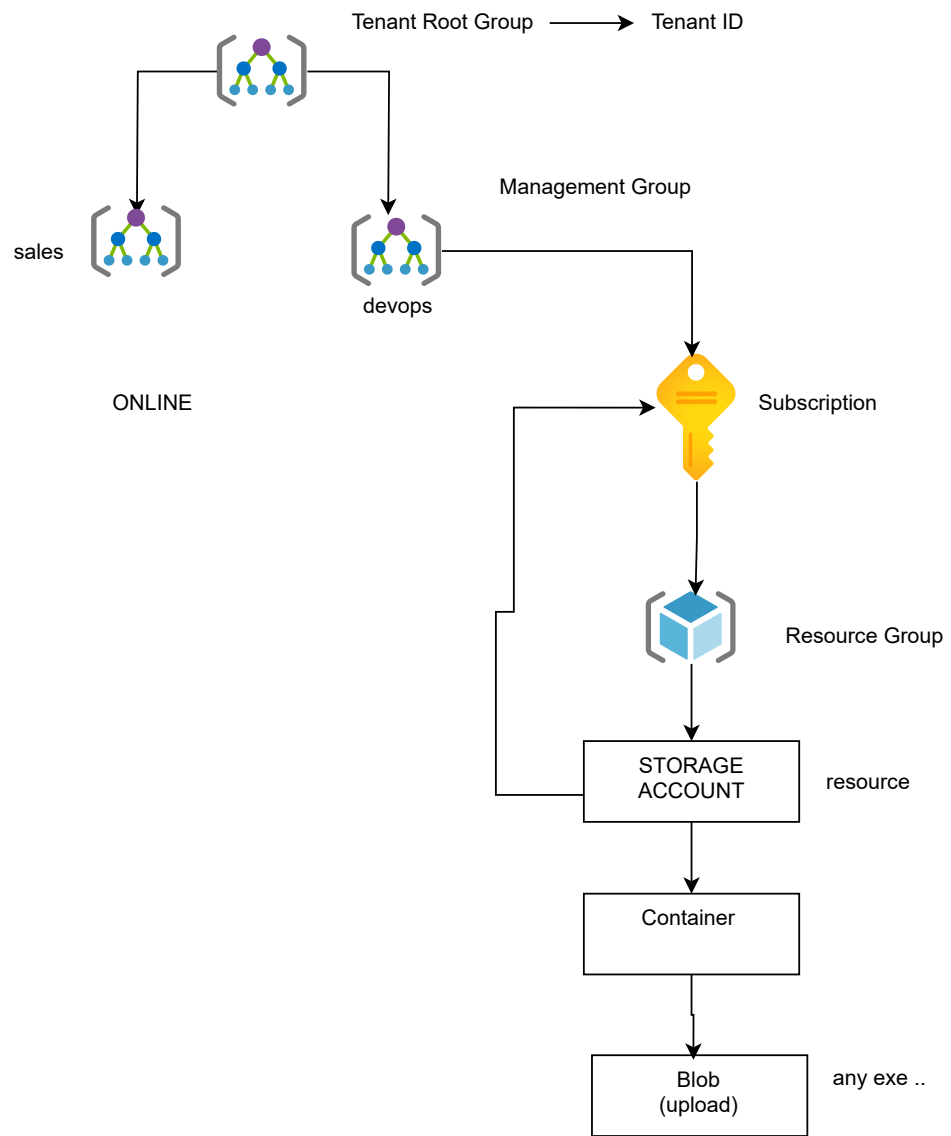 Tenant Root Group
Tenant ID
Management Group
sales
devops
ONLINE
Subscription
Resource Group
STORAGE
ACCOUNT
resource
Container
Blob
(upload)
any exe ..